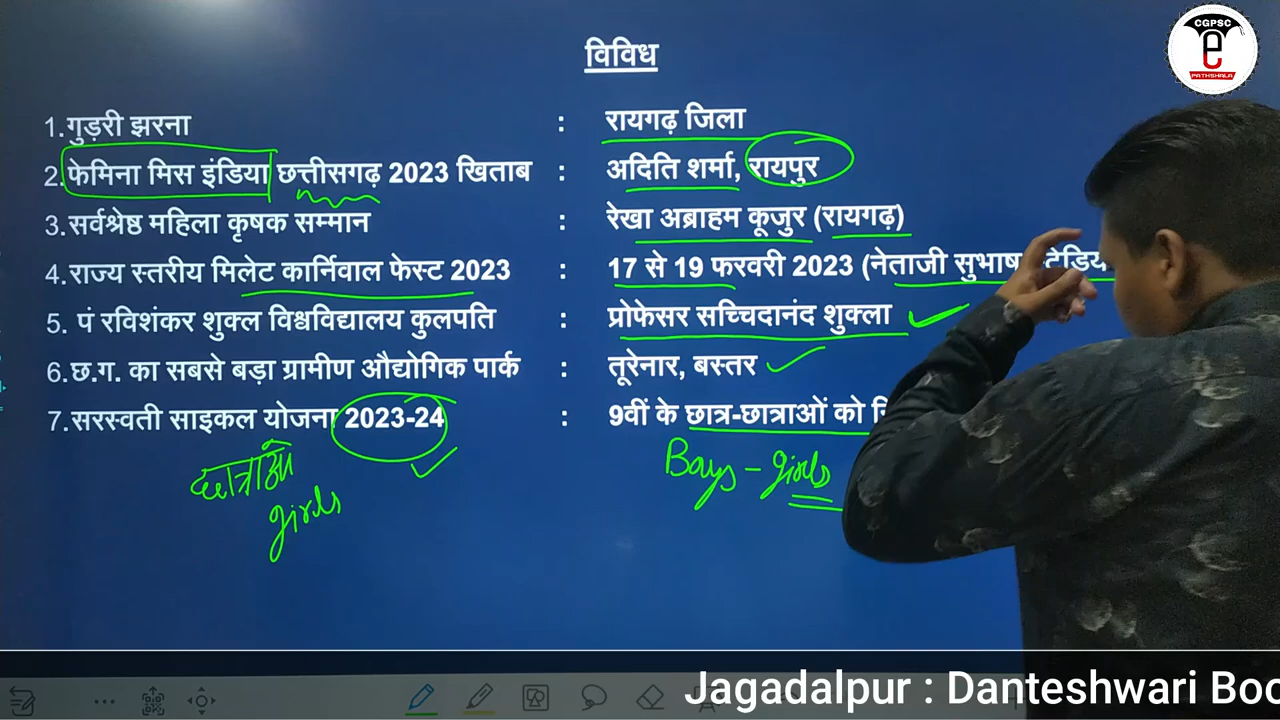 CGPSC
e
PATHSHALA
विविध
1.गुड़री झरना : रायगढ़ जिला
2.फेमिना मिस इंडिया छत्तीसगढ़ 2023 खिताब : अदिति शर्मा, रायपुर
3.सर्वश्रेष्ठ महिला कृषक सम्मान : रेखा अब्राहम कूजुर (रायगढ़)
4.राज्य स्तरीय मिलेट कार्निवाल फेस्ट 2023 : 17 से 19 फरवरी 2023 (नेताजी सुभाष
5. पं रविशंकर शुक्ल विश्वविद्यालय कुलपति : प्रोफेसर सच्चिदानंद शुक्ला
6.छ.ग. का सबसे बड़ा ग्रामीण औद्योगिक पार्क : तूरेनार, बस्तर
7.सरस्वती साइकल योजना 2023-24 : 9वीं के छात्र-छात्राओं को
छात्राओं
girls
Boys - girls
Jagadalpur : Danteshwari Boo